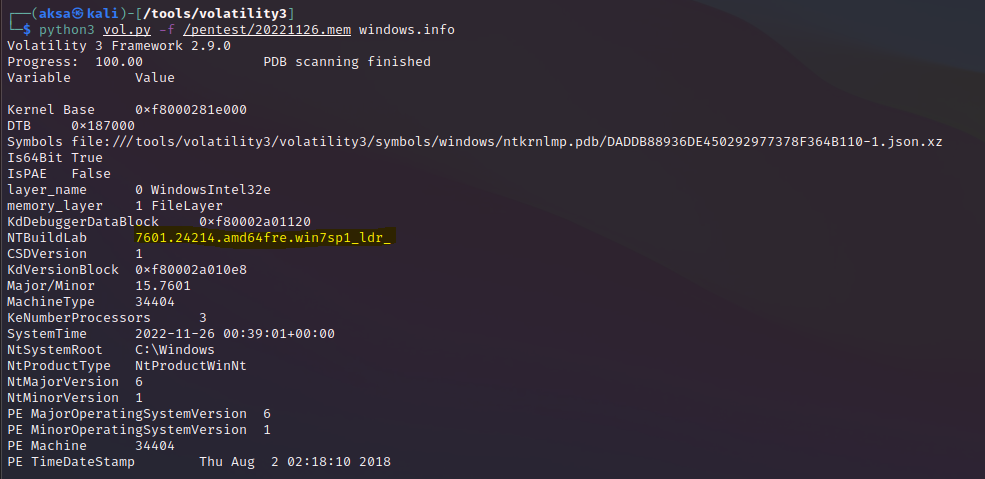 ┌──(aksa㉿kali)-[/tools/volatility3]
└─$ python3 vol.py -f /pentest/20221126.mem windows.info
Volatility 3 Framework 2.9.0
Progress:  100.00               PDB scanning finished
Variable        Value
Kernel Base     0×f8000281e000
DTB     0×187000
Symbols file:///tools/volatility3/volatility3/symbols/windows/ntkrnlmp.pdb/DADDB88936DE450292977378F364B110-1.json.xz
Is64Bit True
IsPAE   False
layer_name      0 WindowsIntel32e
memory_layer    1 FileLayer
KdDebuggerDataBlock     0×f80002a01120
NTBuildLab      7601.24214.amd64fre.win7sp1_ldr_
CSDVersion      1
KdVersionBlock  0×f80002a010e8
Major/Minor     15.7601
MachineType     34404
KeNumberProcessors      3
SystemTime      2022-11-26 00:39:01+00:00
NtSystemRoot    C:\Windows
NtProductType   NtProductWinNt
NtMajorVersion  6
NtMinorVersion  1
PE MajorOperatingSystemVersion  6
PE MinorOperatingSystemVersion  1
PE Machine      34404
PE TimeDateStamp        Thu Aug  2 02:18:10 2018